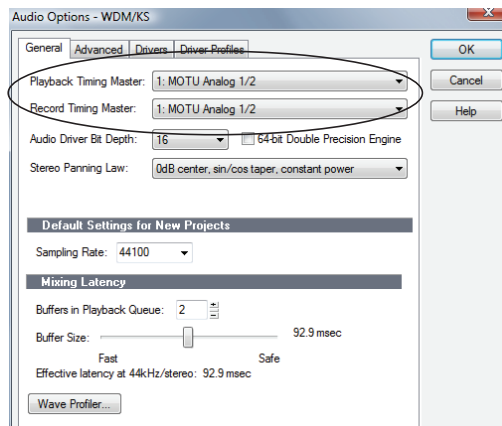 Audio Options - WDM/KS
General Advanced Drivers Driver Profiles
OK
Playback Timing Master: 1: MOTU Analog 1/2
Cancel
Record Timing Master: 1: MOTU Analog 1/2
Help
Audio Driver Bit Depth: 16 64-bit Double Precision Engine
Stereo Panning Law: 0dB center, sin/cos taper, constant power
Default Settings for New Projects
Sampling Rate: 44100
Mixing Latency
Buffers in Playback Queue: 2
Buffer Size: 92.9 msec
Fast Safe
Effective latency at 44kHz/stereo: 92.9 msec
Wave Profiler...